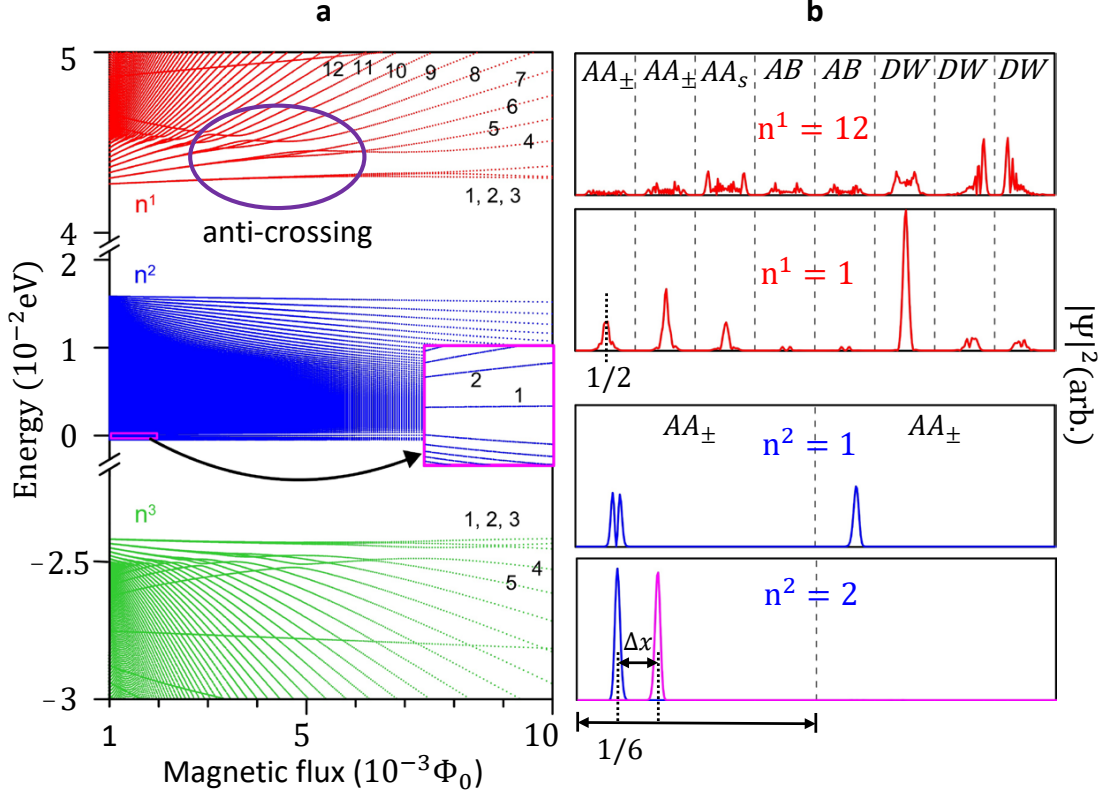 a
b
5
4
2
1
0
-2.5
-3
Energy (10⁻²eV)
12 11 10 9 8 7
6
5
4
1, 2, 3
n¹
anti-crossing
n²
2
1
n³
1, 2, 3
4
5
1 5 10
Magnetic flux (10⁻³Φ₀)
AA± AA± AAₛ AB AB DW DW DW
n¹ = 12
n¹ = 1
1/2
|Ψ|²(arb.)
AA± AA±
n² = 1
n² = 2
Δx
1/6